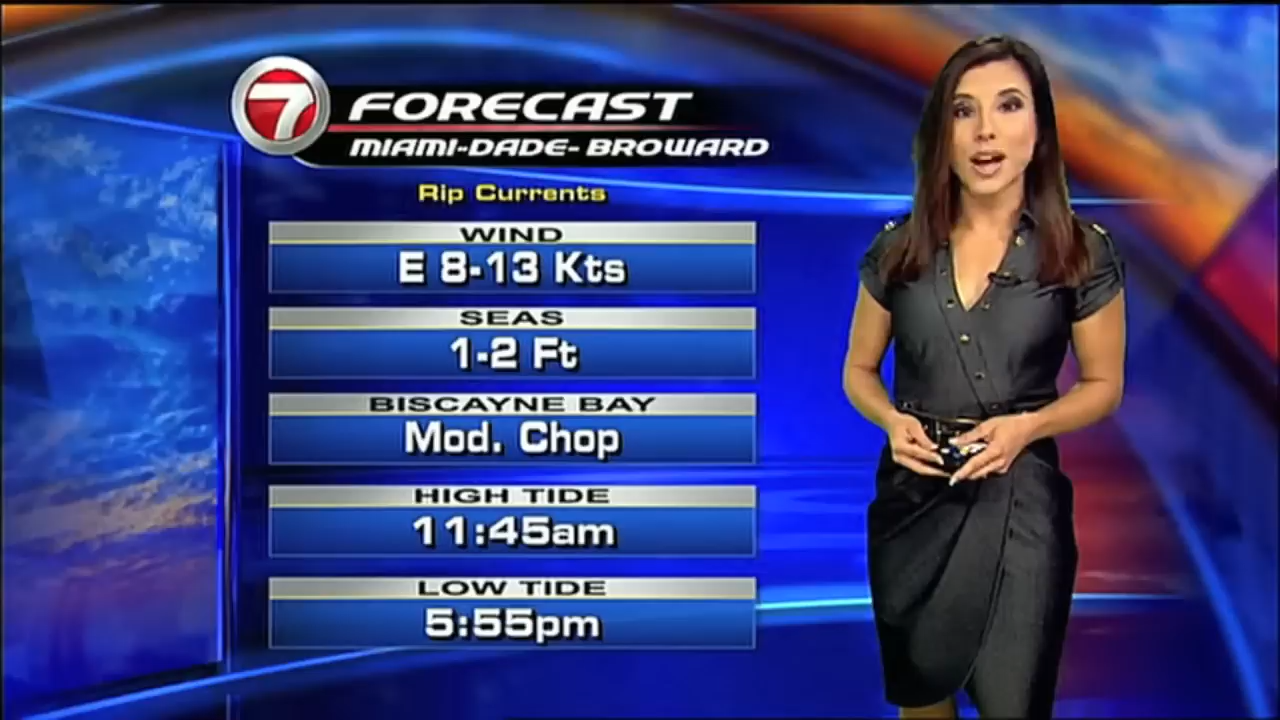 7 FORECAST
MIAMI-DADE- BROWARD
Rip Currents
WIND
E 8-13 Kts
SEAS
1-2 Ft
BISCAYNE BAY
Mod. Chop
HIGH TIDE
11:45am
LOW TIDE
5:55pm